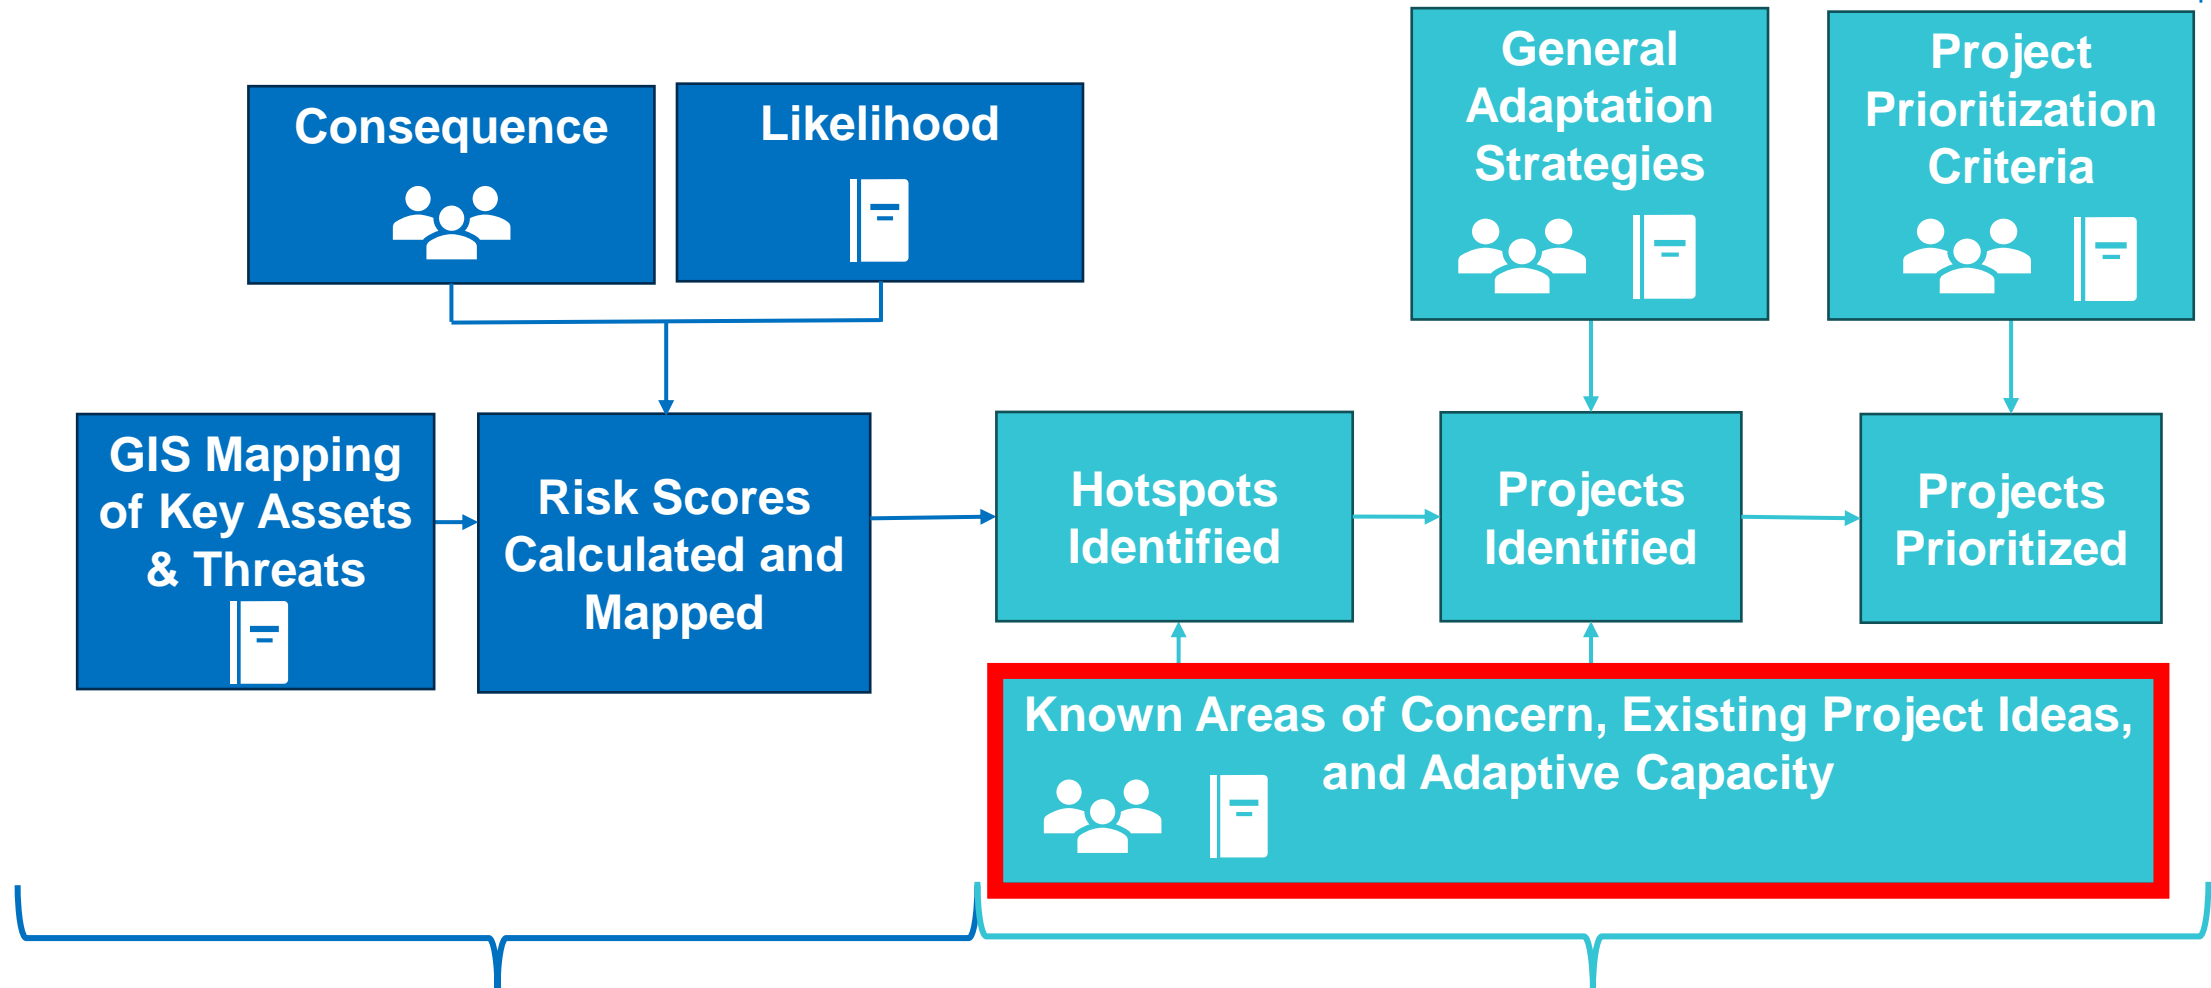 General
Adaptation
Strategies
Project
Prioritization
Criteria
Consequence
Likelihood
GIS Mapping
of Key Assets
& Threats
Risk Scores
Calculated and
Mapped
Hotspots
Identified
Projects
Identified
Projects
Prioritized
Known Areas of Concern, Existing Project Ideas,
and Adaptive Capacity